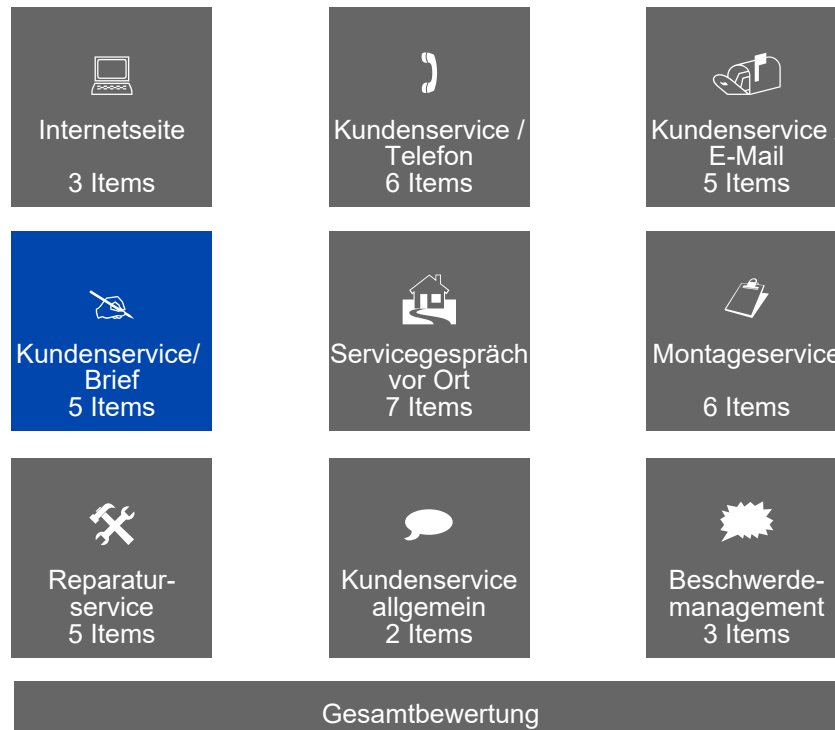 Internetseite
3 Items
Kundenservice /
Telefon
6 Items
Kundenservice
E-Mail
5 Items
Kundenservice/
Brief
5 Items
Servicegespräch
vor Ort
7 Items
Montageservice
6 Items
Reparatur-
service
5 Items
Kundenservice
allgemein
2 Items
Beschwerde-
management
3 Items
Gesamtbewertung